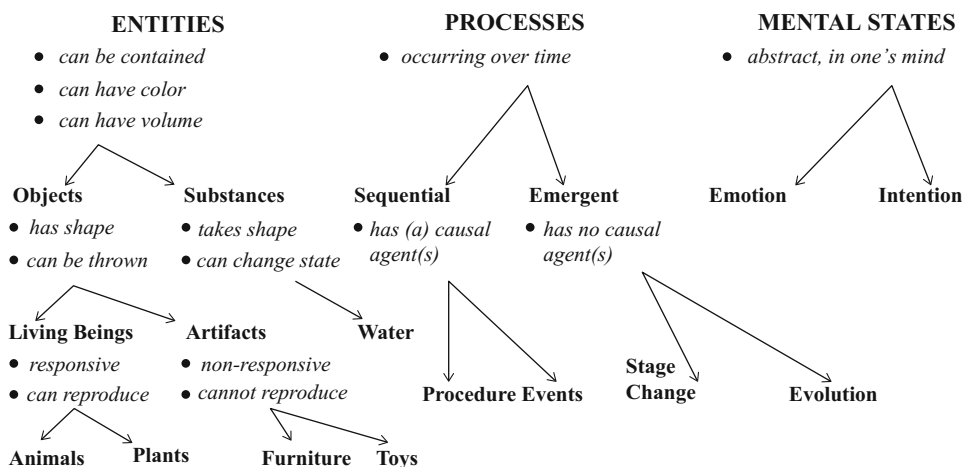 ENTITIES PROCESSES MENTAL STATES
• can be contained • occurring over time • abstract, in one’s mind
• can have color
• can have volume
Objects Substances Sequential Emergent Emotion Intention
• has shape • takes shape • has (a) causal • has no causal
• can be thrown • can change state agent(s) agent(s)
Living Beings Artifacts Water
• responsive • non-responsive Stage
• can reproduce • cannot reproduce Procedure Events Change Evolution
Animals Plants Furniture Toys